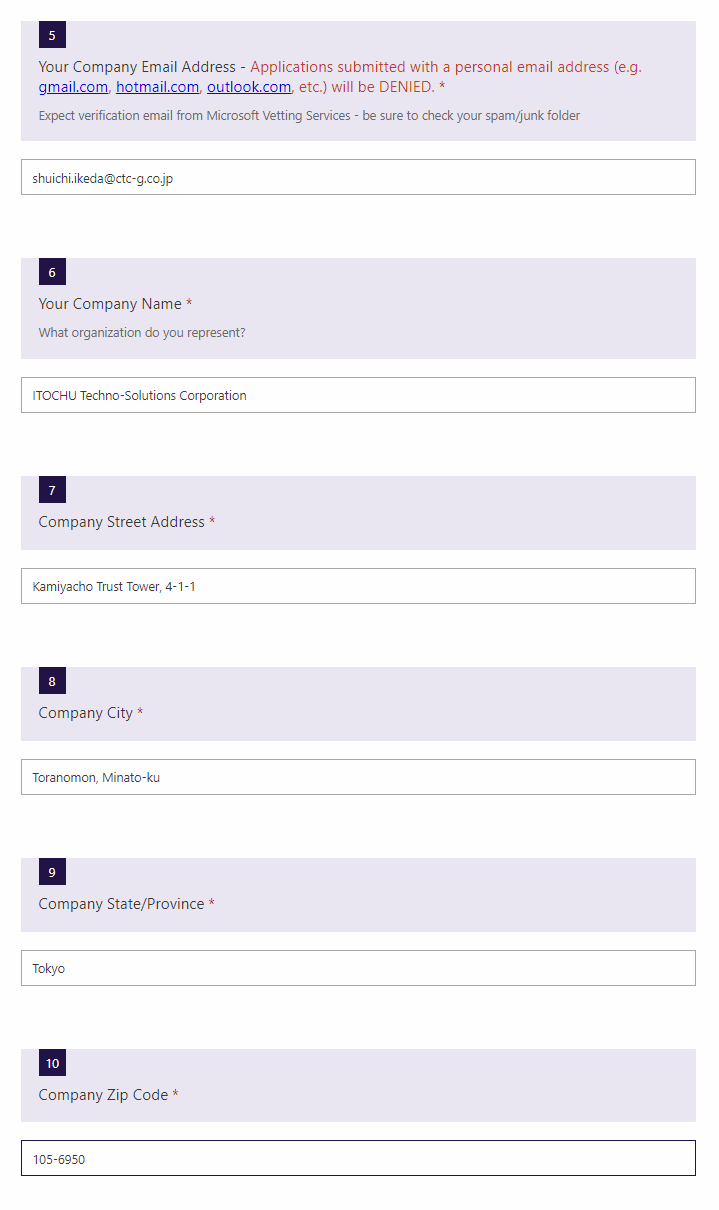 5
Your Company Email Address - Applications submitted with a personal email address (e.g.
gmail.com, hotmail.com, outlook.com, etc.) will be DENIED. *
Expect verification email from Microsoft Vetting Services - be sure to check your spam/junk folder
shuichi.ikeda@ctc-g.co.jp
6
Your Company Name *
What organization do you represent?
ITOCHU Techno-Solutions Corporation
7
Company Street Address *
Kamiyacho Trust Tower, 4-1-1
8
Company City *
Toranomon, Minato-ku
9
Company State/Province *
Tokyo
10
Company Zip Code *
105-6950